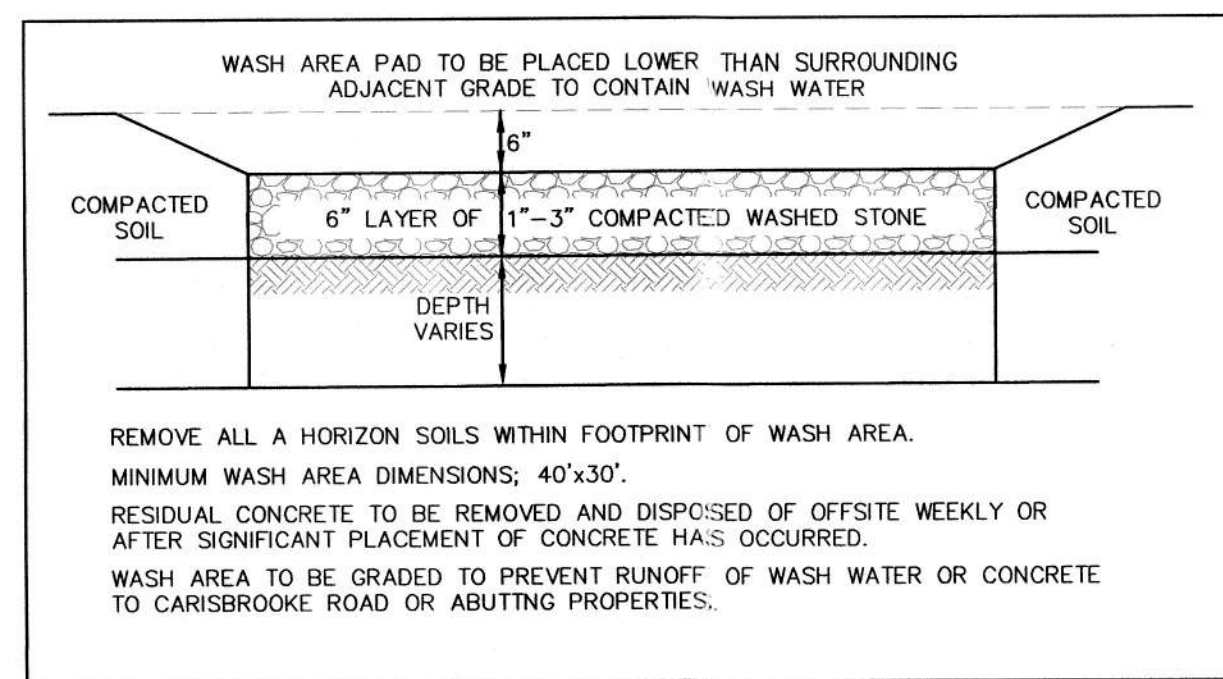 WASH AREA PAD TO BE PLACED LOWER THAN SURROUNDING
ADJACENT GRADE TO CONTAIN WASH WATER
6"
COMPACTED
SOIL
6" LAYER OF 1"-3" COMPACTED WASHED STONE
COMPACTED
SOIL
DEPTH
VARIES
REMOVE ALL A HORIZON SOILS WITHIN FOOTPRINT OF WASH AREA.
MINIMUM WASH AREA DIMENSIONS; 40'x30'.
RESIDUAL CONCRETE TO BE REMOVED AND DISPOSED OF OFFSITE WEEKLY OR
AFTER SIGNIFICANT PLACEMENT OF CONCRETE HAS OCCURRED.
WASH AREA TO BE GRADED TO PREVENT RUNOFF OF WASH WATER OR CONCRETE
TO CARISBROOKE ROAD OR ABUTTNG PROPERTIES.